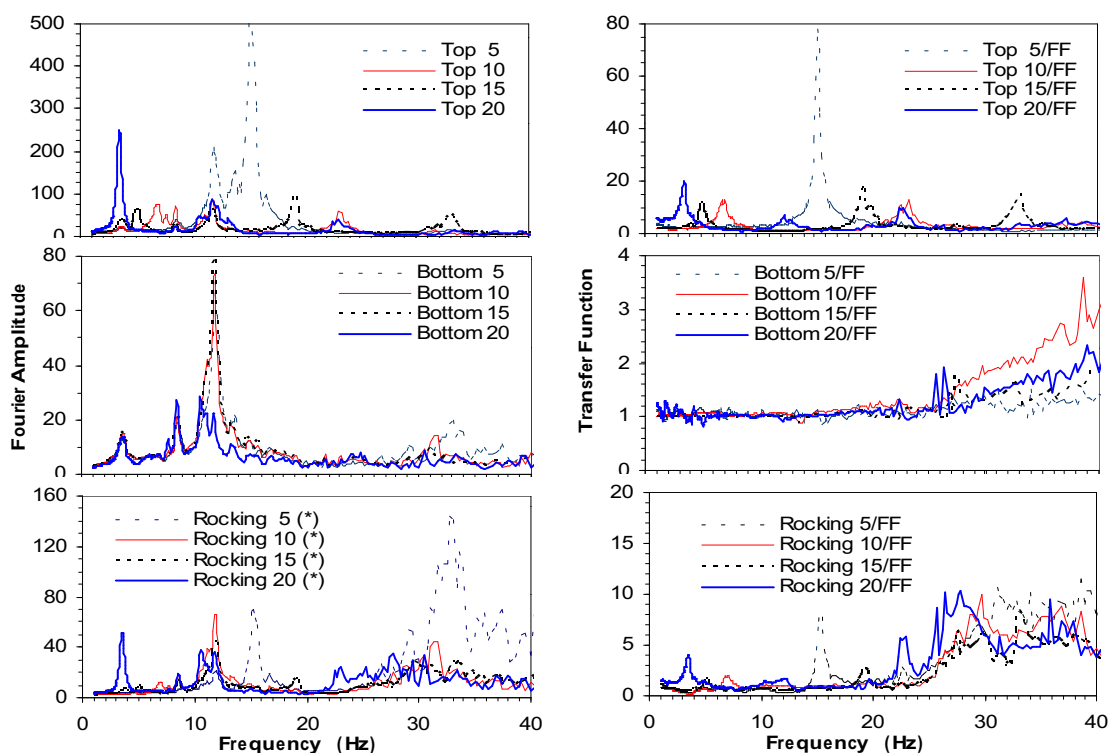 500
400
300
200
100
0
Top 5
Top 10
Top 15
Top 20
80
60
40
20
0
Top 5/FF
Top 10/FF
Top 15/FF
Top 20/FF
Fourier Amplitude
80
60
40
20
0
Bottom 5
Bottom 10
Bottom 15
Bottom 20
Transfer Function
4
3
2
1
0
Bottom 5/FF
Bottom 10/FF
Bottom 15/FF
Bottom 20/FF
0 10 20 30 40
160
120
80
40
0
Rocking 5 (*)
Rocking 10 (*)
Rocking 15 (*)
Rocking 20 (*)
0 10 20 30 40
Frequency (Hz)
20
15
10
5
0
Rocking 5/FF
Rocking 10/FF
Rocking 15/FF
Rocking 20/FF
0 10 20 30 40
Frequency (Hz)